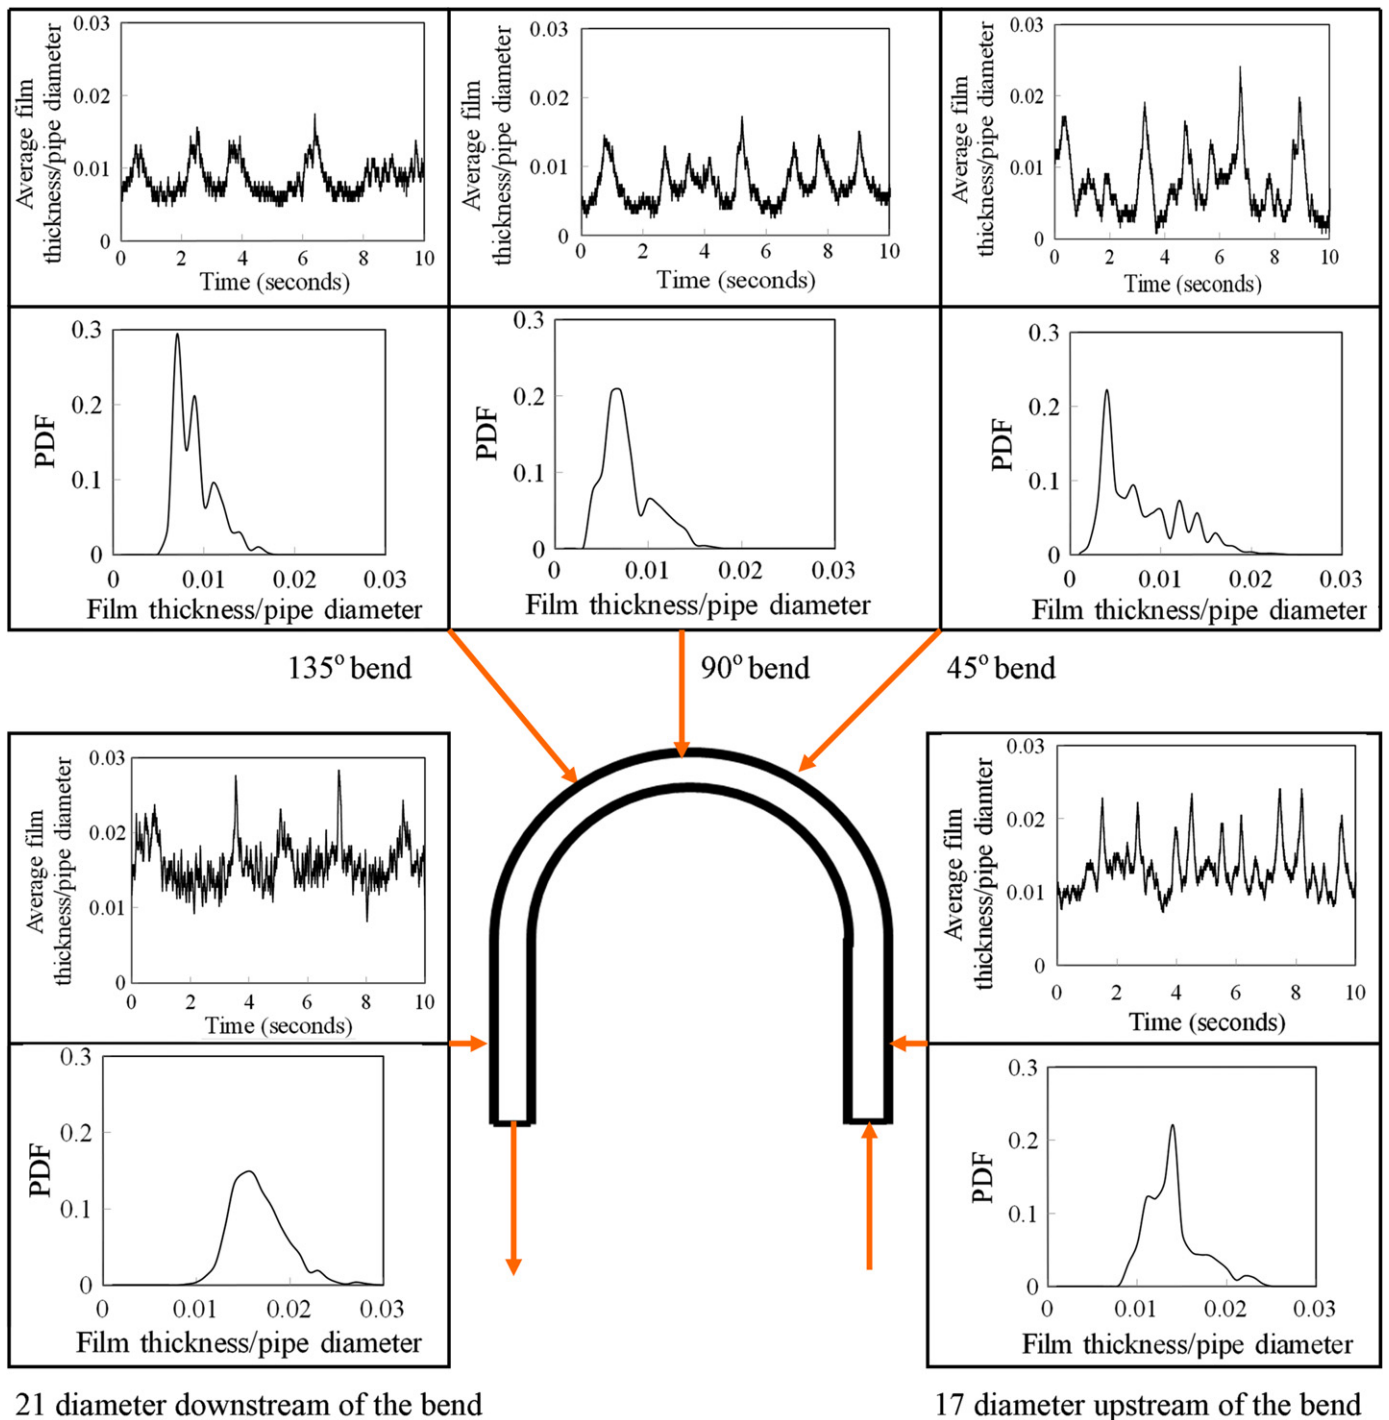 Average film
thickness/pipe diameter
0.03
0.02
0.01
0
0 2 4 6 8 10
Time (seconds)
Average film
thickness/pipe diameter
0.03
0.02
0.01
0
0 2 4 6 8 10
Time (seconds)
Average film
thickness/pipe diameter
0.03
0.02
0.01
0
0 2 4 6 8 10
Time (seconds)
PDF
0.3
0.2
0.1
0
0 0.01 0.02 0.03
Film thickness/pipe diameter
PDF
0.3
0.2
0.1
0
0 0.01 0.02 0.03
Film thickness/pipe diameter
PDF
0.3
0.2
0.1
0
0 0.01 0.02 0.03
Film thickness/pipe diameter
135° bend
90° bend
45° bend
Average film
thickness/pipe diameter
0.03
0.02
0.01
0
0 2 4 6 8 10
Time (seconds)
Average film
thickness/pipe diamter
0.03
0.02
0.01
0
0 2 4 6 8 10
Time (seconds)
PDF
0.3
0.2
0.1
0
0 0.01 0.02 0.03
Film thickness/pipe diameter
PDF
0.3
0.2
0.1
0
0 0.01 0.02 0.03
Film thickness/pipe diameter
21 diameter downstream of the bend
17 diameter upstream of the bend